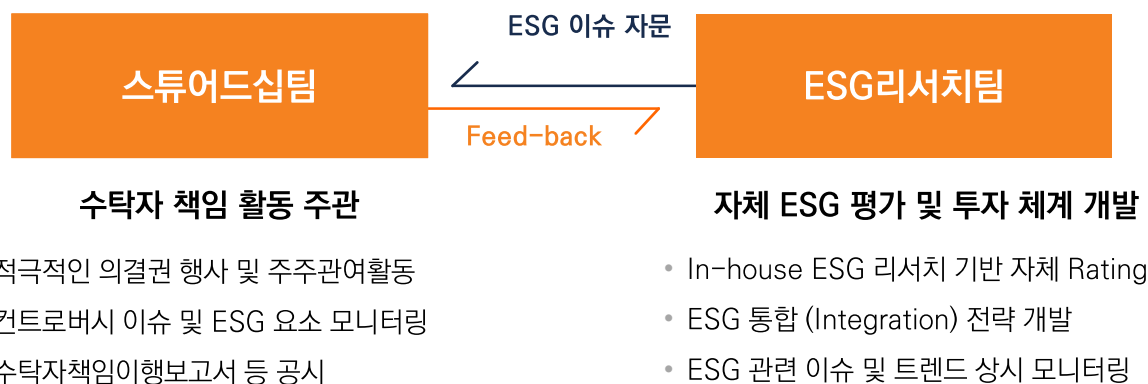 ESG 이슈 자문
스튜어드십팀
ESG리서치팀
Feed-back
수탁자 책임 활동 주관
자체 ESG 평가 및 투자 체계 개발
적극적인 의결권 행사 및 주주관여활동
컨트로버시 이슈 및 ESG 요소 모니터링
수탁자책임이행보고서 등 공시
• In-house ESG 리서치 기반 자체 Rating
• ESG 통합 (Integration) 전략 개발
• ESG 관련 이슈 및 트렌드 상시 모니터링